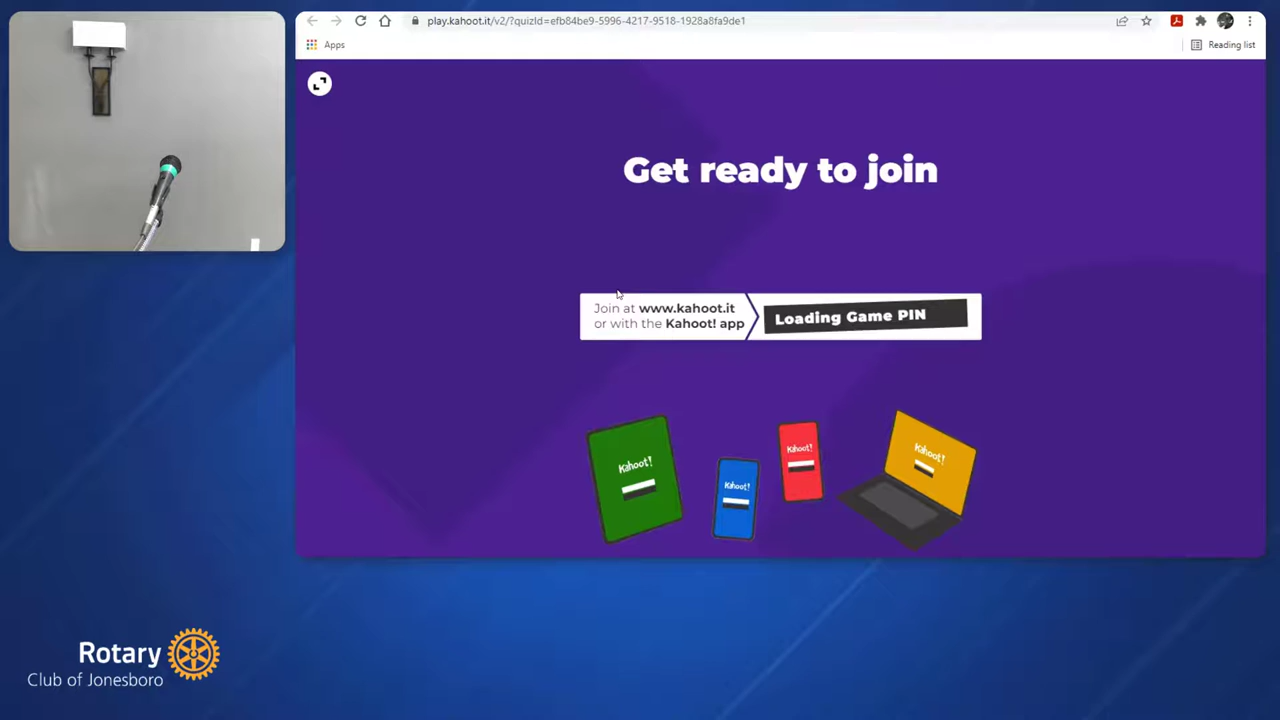 play.kahoot.it/v2/?quizId=efb84be9-5996-4217-9518-1928a8fa9de1
Apps
Reading list
Get ready to join
Join at www.kahoot.it
or with the Kahoot! app
Loading Game PIN
Kahoot!
Kahoot!
Kahoot!
Kahoot!
Rotary
Club of Jonesboro